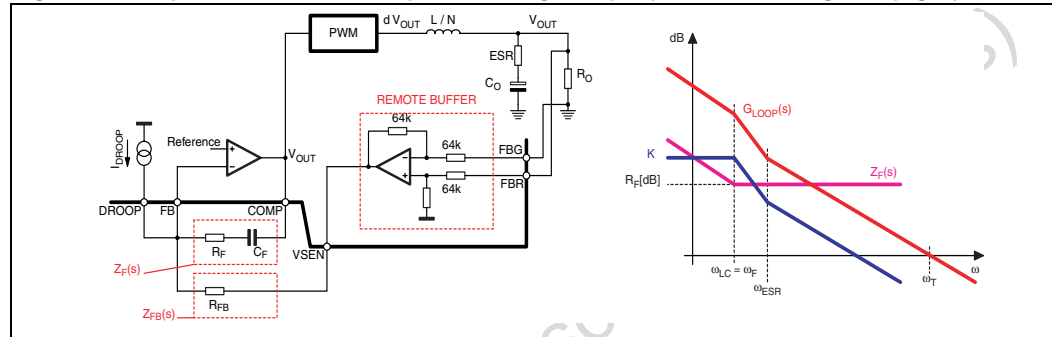 PWM
d V_OUT
L / N
V_OUT
ESR
C_O
R_O
REMOTE BUFFER
64k
64k
64k
FBG
FBR
I_DROOP
Reference
V_OUT
DROOP
FB
COMP
VSEN
R_F
C_F
Z_F(s)
R_FB
Z_FB(s)
dB
G_LOOP(s)
K
Z_F(s)
R_F[dB]
ω_LC = ω_F
ω_ESR
ω_T
ω